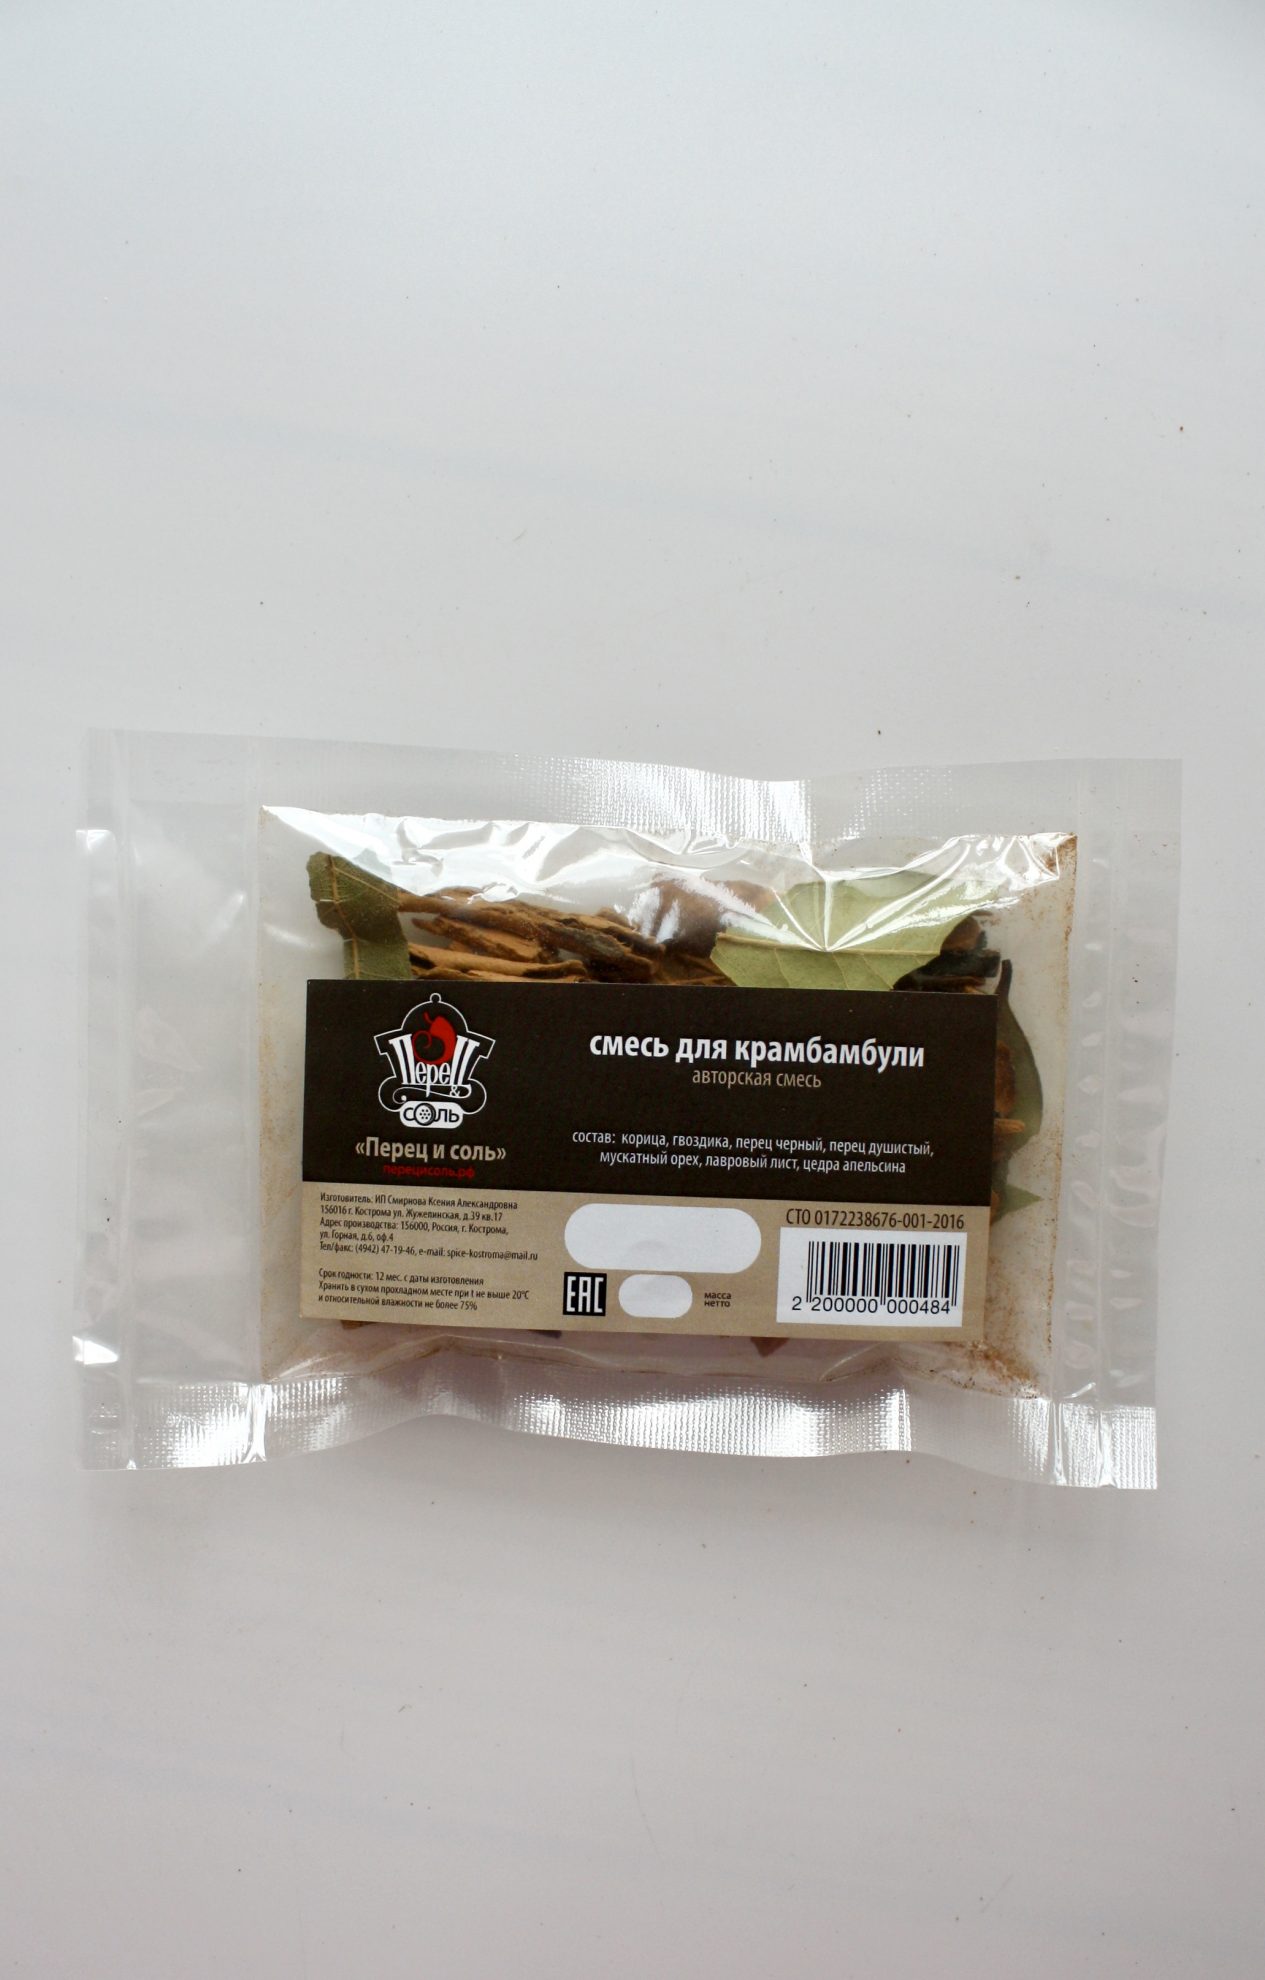 Перец
&
СОЛЬ
«Перец и соль»
перецисоль.рф
смесь для крамбамбули
авторская смесь
состав: корица, гвоздика, перец черный, перец душистый,
мускатный орех, лавровый лист, цедра апельсина
Изготовитель: ИП Смирнова Ксения Александровна
156016 г. Кострома ул. Жужелинская, д.39 кв.17
Адрес производства: 156000, Россия, г. Кострома,
ул. Горная, д.6, оф.4
Тел/факс: (4942) 47-19-46, e-mail: spice-kostroma@mail.ru
Срок годности: 12 мес. с даты изготовления
Хранить в сухом прохладном месте при t не выше 20°С
и относительной влажности не более 75%
ЕАС
масса
нетто
СТО 0172238676-001-2016
2 200000 000484